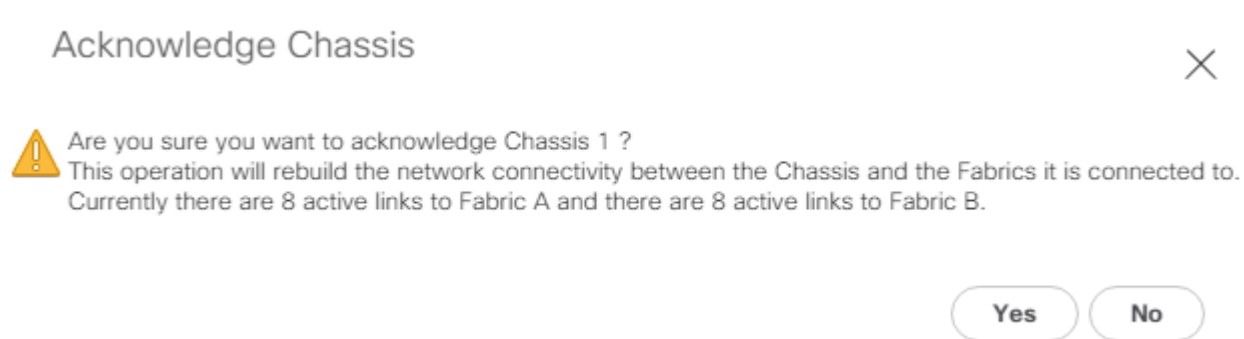 Acknowledge Chassis
Are you sure you want to acknowledge Chassis 1 ?
This operation will rebuild the network connectivity between the Chassis and the Fabrics it is connected to.
Currently there are 8 active links to Fabric A and there are 8 active links to Fabric B.
Yes No